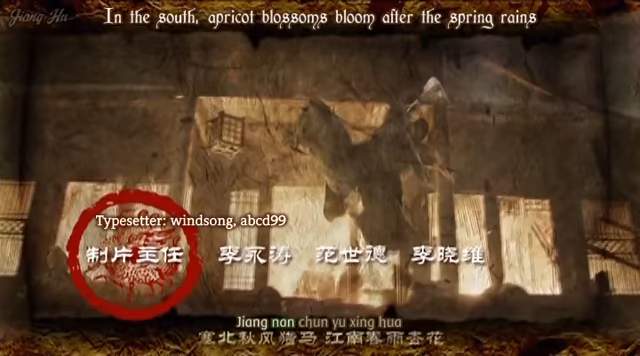 Jiang Hu
In the south, apricot blossoms bloom after the spring rains
Typesetter: windsong, abcd99
制片主任 李永涛 范世德 李晓维
Jiang nan chun yu xing hua
塞北秋风猎马 江南春雨杏花